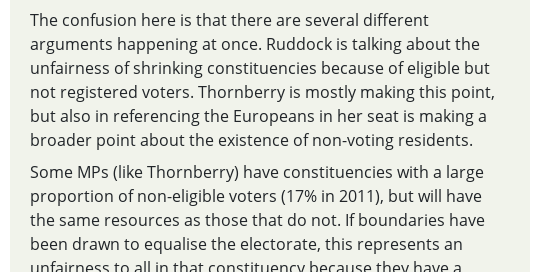 The confusion here is that there are several different
arguments happening at once. Ruddock is talking about the
unfairness of shrinking constituencies because of eligible but
not registered voters. Thornberry is mostly making this point,
but also in referencing the Europeans in her seat is making a
broader point about the existence of non-voting residents.
Some MPs (like Thornberry) have constituencies with a large
proportion of non-eligible voters (17% in 2011), but will have
the same resources as those that do not. If boundaries have
been drawn to equalise the electorate, this represents an
unfairness to all in that constituency because they have a